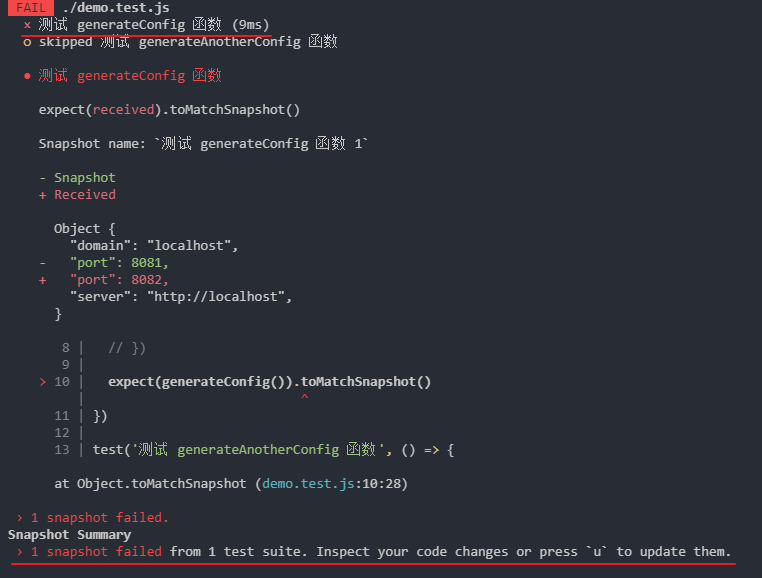 FAIL ./demo.test.js
× 测试 generateConfig 函数 (9ms)
○ skipped 测试 generateAnotherConfig 函数
● 测试 generateConfig 函数
expect(received).toMatchSnapshot()
Snapshot name: `测试 generateConfig 函数 1`
- Snapshot
+ Received
Object {
"domain": "localhost",
- "port": 8081,
+ "port": 8082,
"server": "http://localhost",
}
8 | // })
9 |
> 10 | expect(generateConfig()).toMatchSnapshot()
| ^
11 | })
12 |
13 | test('测试 generateAnotherConfig 函数', () => {
at Object.toMatchSnapshot (demo.test.js:10:28)
› 1 snapshot failed.
Snapshot Summary
› 1 snapshot failed from 1 test suite. Inspect your code changes or press `u` to update them.